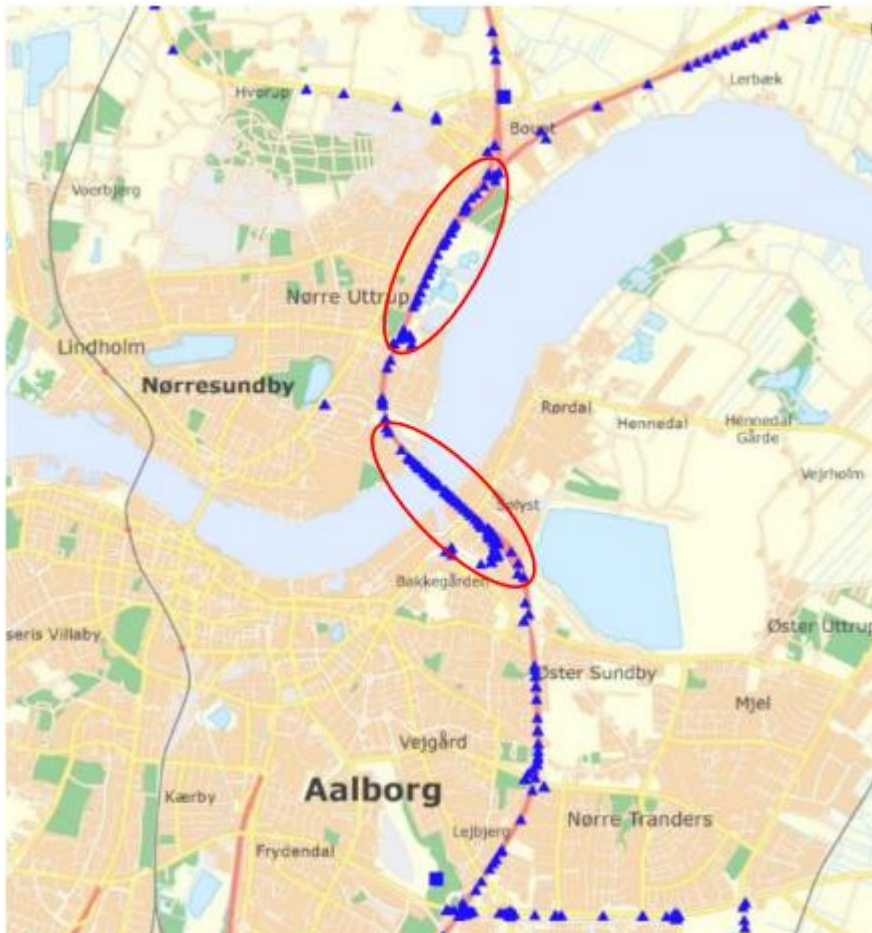 Lerbæk
Hvorup
Bouet
Voerbjerg
Nørre Uttrup
Lindholm
Nørresundby
Rørdal
Hennedal
Hennedal
Gårde
Vejrholm
Sølyst
Bakkegården
seris Villaby
Øster Uttrup
Øster Sundby
Mjel
Vejgård
Aalborg
Kærby
Nørre Tranders
Lejbjerg
Frydendal